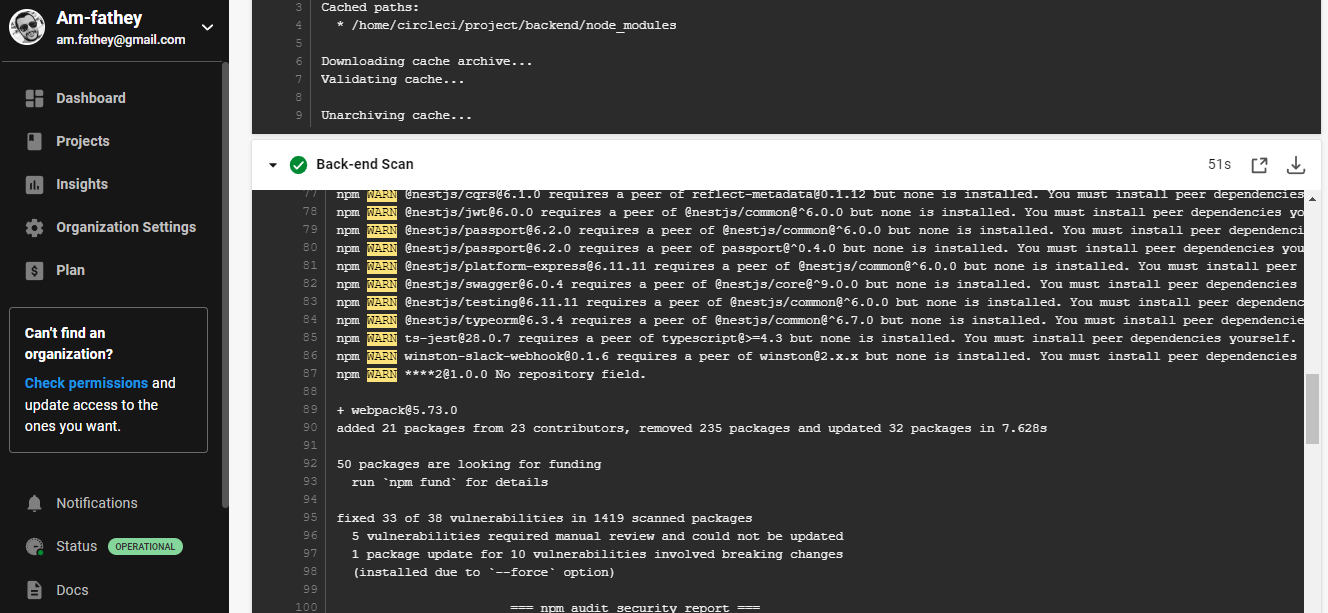 Am-fathey
am.fathey@gmail.com
Dashboard
Projects
Insights
Organization Settings
Plan
Can't find an
organization?
Check permissions and
update access to the
ones you want.
Notifications
Status OPERATIONAL
Docs
3 Cached paths:
4 * /home/circleci/project/backend/node_modules
5
6 Downloading cache archive...
7 Validating cache...
8
9 Unarchiving cache...
Back-end Scan 51s
77 npm WARN @nestjs/cqrs@6.1.0 requires a peer of reflect-metadata@0.1.12 but none is installed. You must install peer dependencies
78 npm WARN @nestjs/jwt@6.0.0 requires a peer of @nestjs/common@^6.0.0 but none is installed. You must install peer dependencies yo
79 npm WARN @nestjs/passport@6.2.0 requires a peer of @nestjs/common@^6.0.0 but none is installed. You must install peer dependenci
80 npm WARN @nestjs/passport@6.2.0 requires a peer of passport@^0.4.0 but none is installed. You must install peer dependencies you
81 npm WARN @nestjs/platform-express@6.11.11 requires a peer of @nestjs/common@^6.0.0 but none is installed. You must install peer
82 npm WARN @nestjs/swagger@6.0.4 requires a peer of @nestjs/core@^9.0.0 but none is installed. You must install peer dependencies
83 npm WARN @nestjs/testing@6.11.11 requires a peer of @nestjs/common@^6.0.0 but none is installed. You must install peer dependenc
84 npm WARN @nestjs/typeorm@6.3.4 requires a peer of @nestjs/common@^6.7.0 but none is installed. You must install peer dependencie
85 npm WARN ts-jest@28.0.7 requires a peer of typescript@>=4.3 but none is installed. You must install peer dependencies yourself.
86 npm WARN winston-slack-webhook@0.1.6 requires a peer of winston@2.x.x but none is installed. You must install peer dependencies
87 npm WARN ****2@1.0.0 No repository field.
88
89 + webpack@5.73.0
90 added 21 packages from 23 contributors, removed 235 packages and updated 32 packages in 7.628s
91
92 50 packages are looking for funding
93 run `npm fund` for details
94
95 fixed 33 of 38 vulnerabilities in 1419 scanned packages
96 5 vulnerabilities required manual review and could not be updated
97 1 package update for 10 vulnerabilities involved breaking changes
98 (installed due to `--force` option)
99
100 === npm audit security report ===